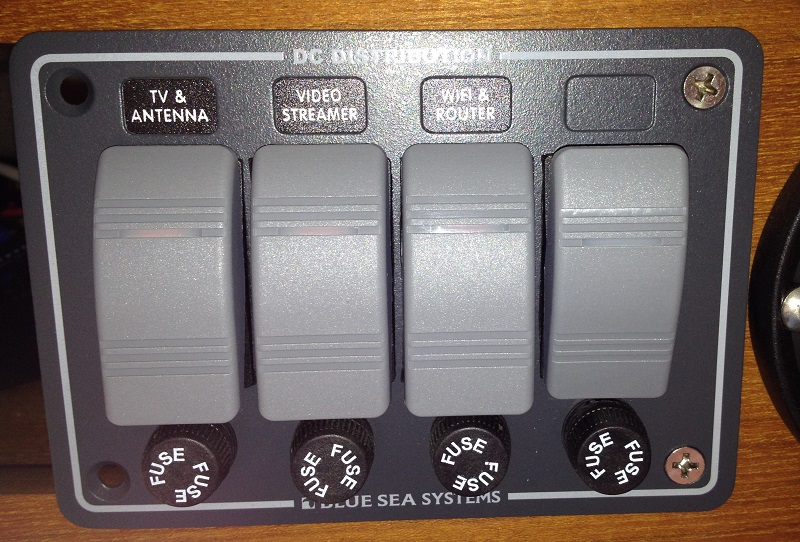 DC DISTRIBUTION
TV &
ANTENNA
VIDEO
STREAMER
WIFI &
ROUTER
FUSE FUSE
FUSE FUSE
FUSE FUSE
FUSE FUSE
BLUE SEA SYSTEMS